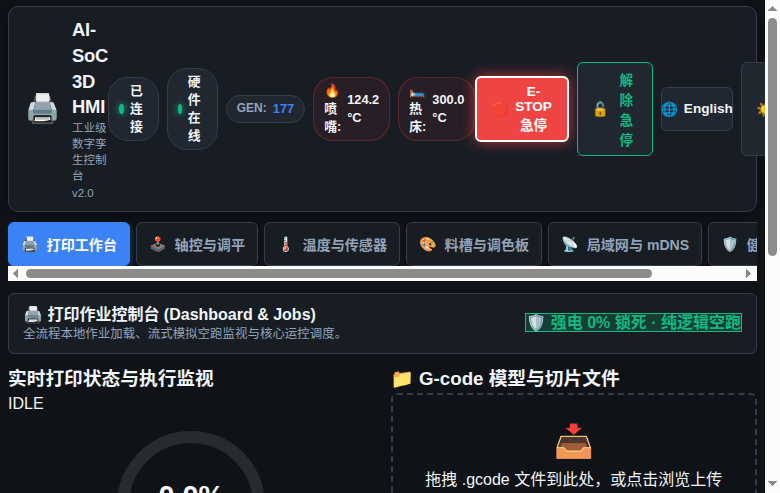 AI-
SoC
3D
HMI
工业级
数字孪
生控制
台
v2.0
已
连
接
硬
件
在
线
GEN: 177
喷
嘴:
124.2
°C
热
床:
300.0
°C
E-
STOP
急停
解
除
急
停
English
打印工作台
轴控与调平
温度与传感器
料槽与调色板
局域网与 mDNS
打印作业控制台 (Dashboard & Jobs)
全流程本地作业加载、流式模拟空跑监视与核心运控调度。
强电 0% 锁死 · 纯逻辑空跑
实时打印状态与执行监视
IDLE
G-code 模型与切片文件
拖拽 .gcode 文件到此处，或点击浏览上传